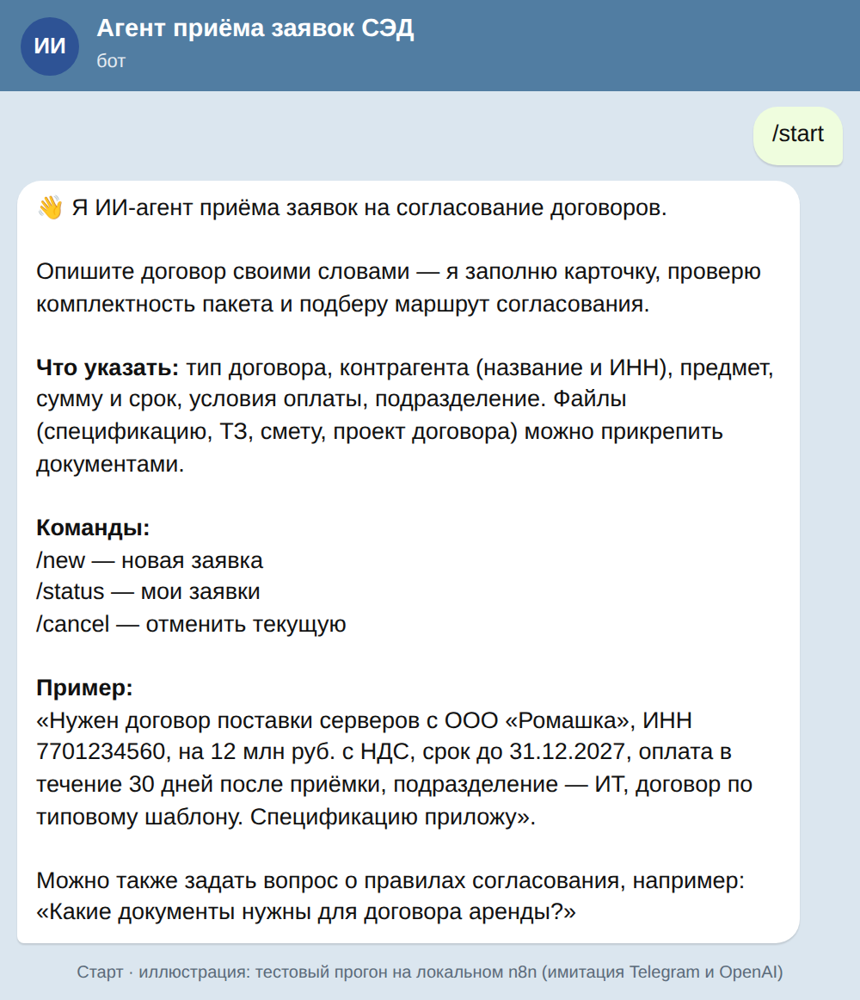 ИИ
Агент приёма заявок СЭД
бот
/start
👋 Я ИИ-агент приёма заявок на согласование договоров.
Опишите договор своими словами — я заполню карточку, проверю
комплектность пакета и подберу маршрут согласования.
Что указать: тип договора, контрагента (название и ИНН), предмет,
сумму и срок, условия оплаты, подразделение. Файлы
(спецификацию, ТЗ, смету, проект договора) можно прикрепить
документами.
Команды:
/new — новая заявка
/status — мои заявки
/cancel — отменить текущую
Пример:
«Нужен договор поставки серверов с ООО «Ромашка», ИНН
7701234560, на 12 млн руб. с НДС, срок до 31.12.2027, оплата в
течение 30 дней после приёмки, подразделение — ИТ, договор по
типовому шаблону. Спецификацию приложу».
Можно также задать вопрос о правилах согласования, например:
«Какие документы нужны для договора аренды?»
Старт · иллюстрация: тестовый прогон на локальном n8n (имитация Telegram и OpenAI)